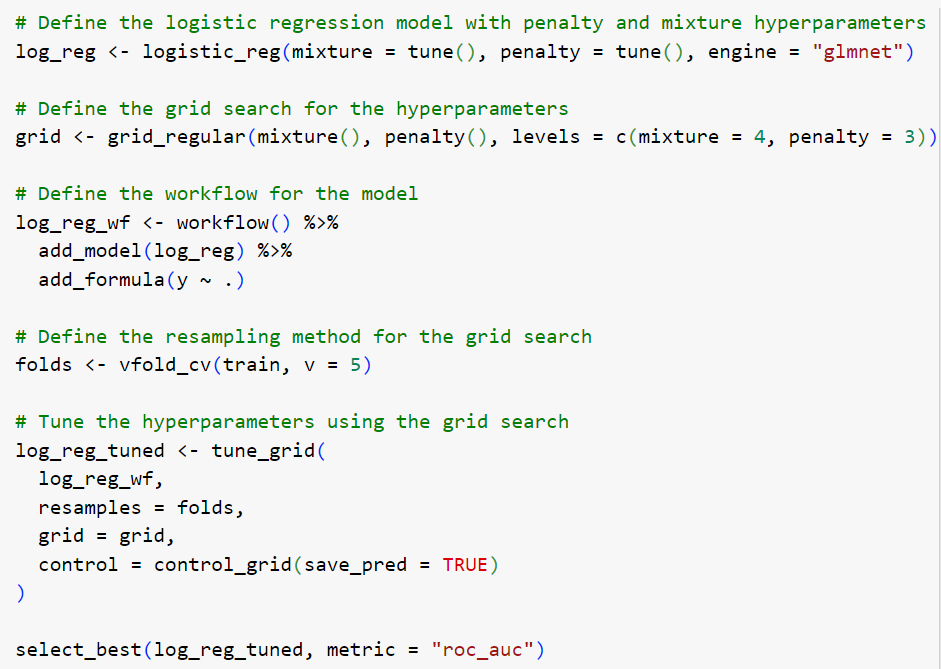 # Define the logistic regression model with penalty and mixture hyperparameters
log_reg <- logistic_reg(mixture = tune(), penalty = tune(), engine = "glmnet")
# Define the grid search for the hyperparameters
grid <- grid_regular(mixture(), penalty(), levels = c(mixture = 4, penalty = 3))
# Define the workflow for the model
log_reg_wf <- workflow() %>%
  add_model(log_reg) %>%
  add_formula(y ~ .)
# Define the resampling method for the grid search
folds <- vfold_cv(train, v = 5)
# Tune the hyperparameters using the grid search
log_reg_tuned <- tune_grid(
  log_reg_wf,
  resamples = folds,
  grid = grid,
  control = control_grid(save_pred = TRUE)
)
select_best(log_reg_tuned, metric = "roc_auc")